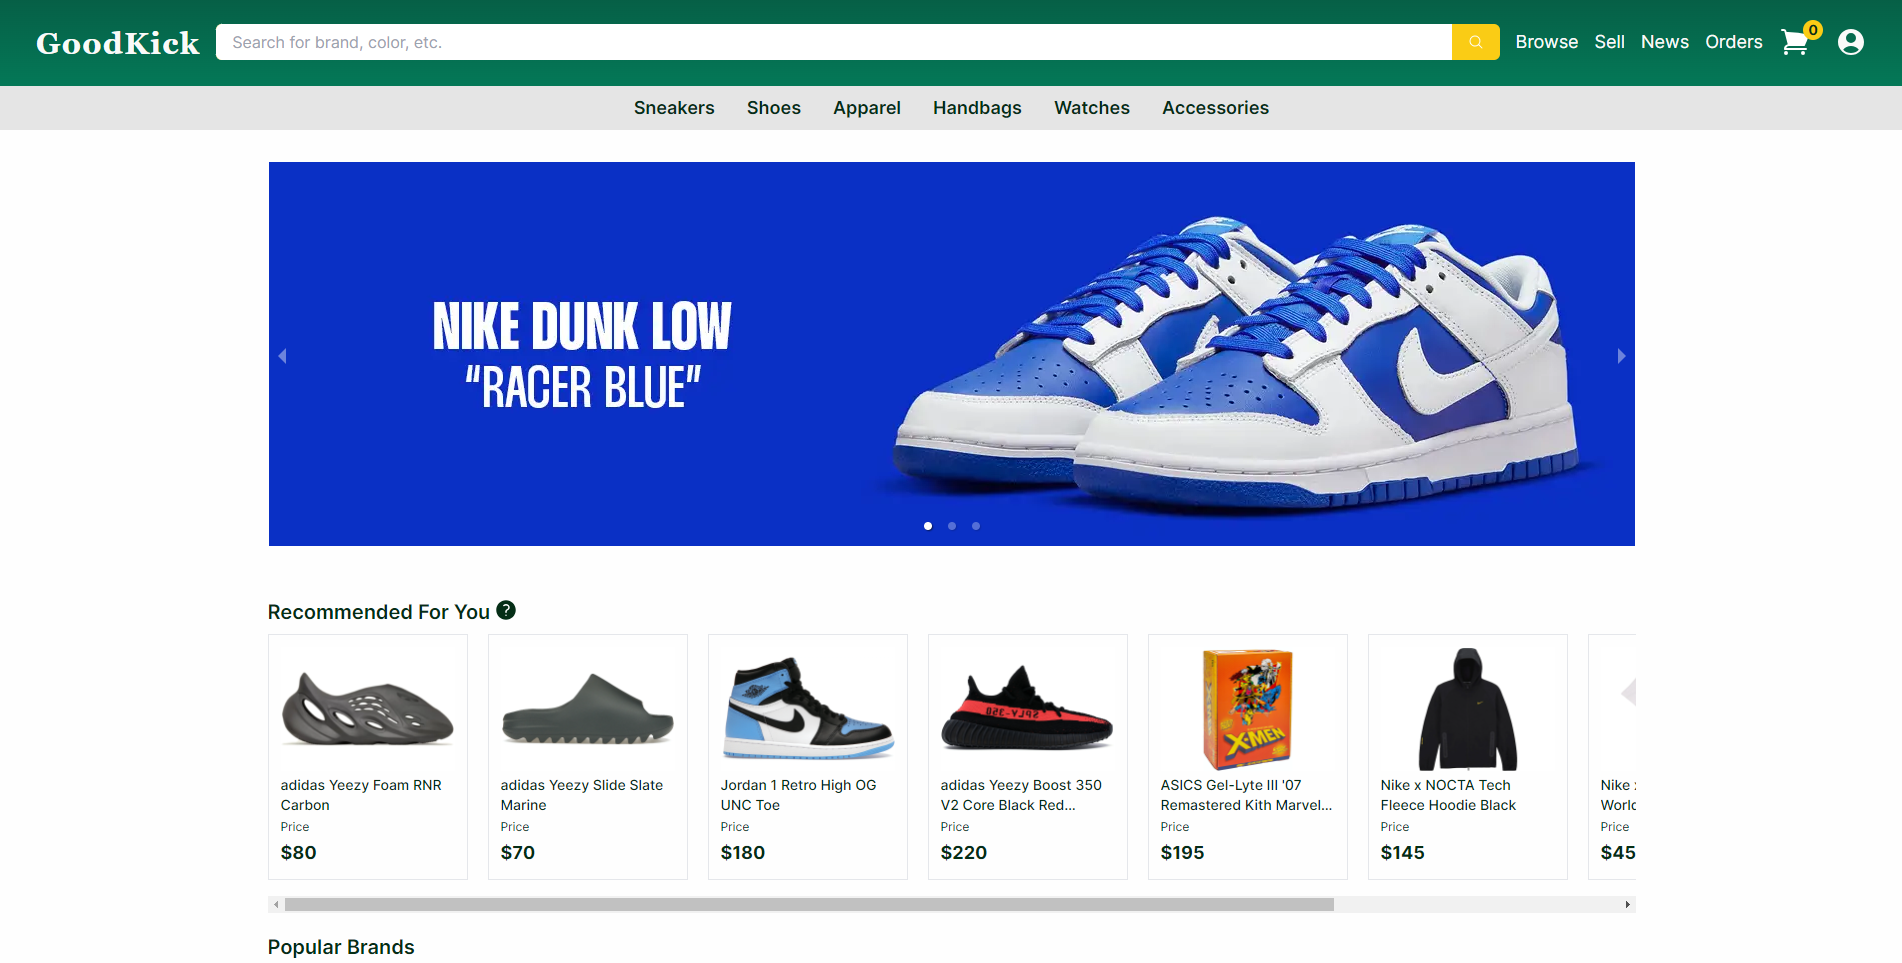 GoodKick
Search for brand, color, etc.
Browse Sell News Orders 0
Sneakers Shoes Apparel Handbags Watches Accessories
NIKE DUNK LOW
“RACER BLUE”
Recommended For You ?
adidas Yeezy Foam RNR
Carbon
Price
$80
adidas Yeezy Slide Slate
Marine
Price
$70
Jordan 1 Retro High OG
UNC Toe
Price
$180
SPLY-350
adidas Yeezy Boost 350
V2 Core Black Red...
Price
$220
X-MEN
ASICS Gel-Lyte III '07
Remastered Kith Marvel...
Price
$195
Nike x NOCTA Tech
Fleece Hoodie Black
Price
$145
Nike
Price
$45
Popular Brands